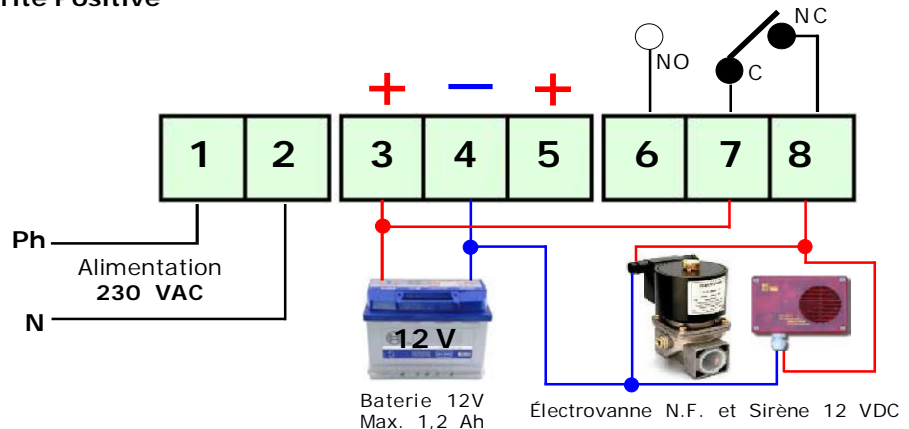 rité Positive
NC
NO
C
+ — +
1 2 3 4 5 6 7 8
Ph
Alimentation
230 VAC
N
12 V
Baterie 12V
Max. 1,2 Ah
Électrovanne N.F. et Sirène 12 VDC